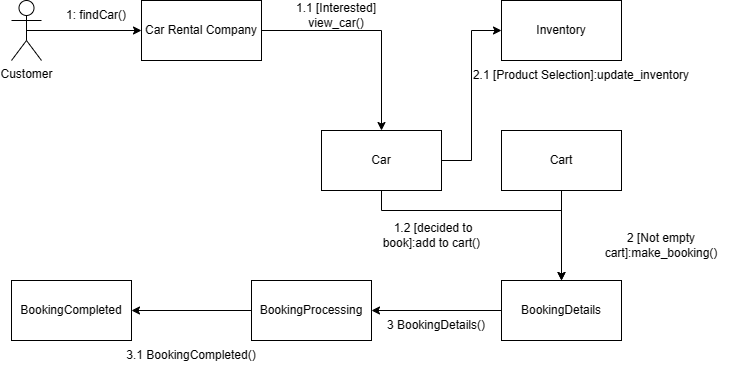 1: findCar()
Customer
Car Rental Company
1.1 [Interested]
view_car()
Inventory
2.1 [Product Selection]:update_inventory
Car
Cart
1.2 [decided to
book]:add to cart()
2 [Not empty
cart]:make_booking()
BookingCompleted
BookingProcessing
BookingDetails
3 BookingDetails()
3.1 BookingCompleted()